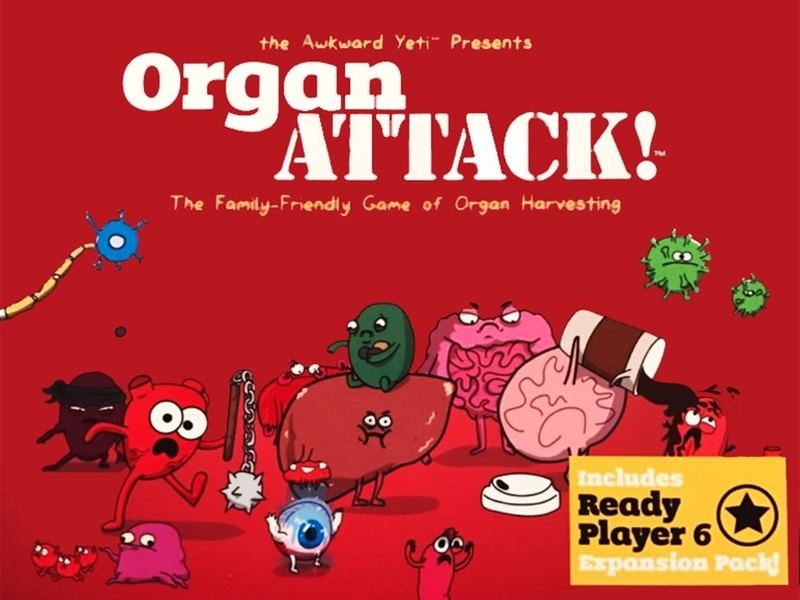 the Awkward Yeti™ Presents
Organ
ATTACK!™
The Family-Friendly Game of Organ Harvesting
Includes
Ready
Player 6
Expansion Pack!